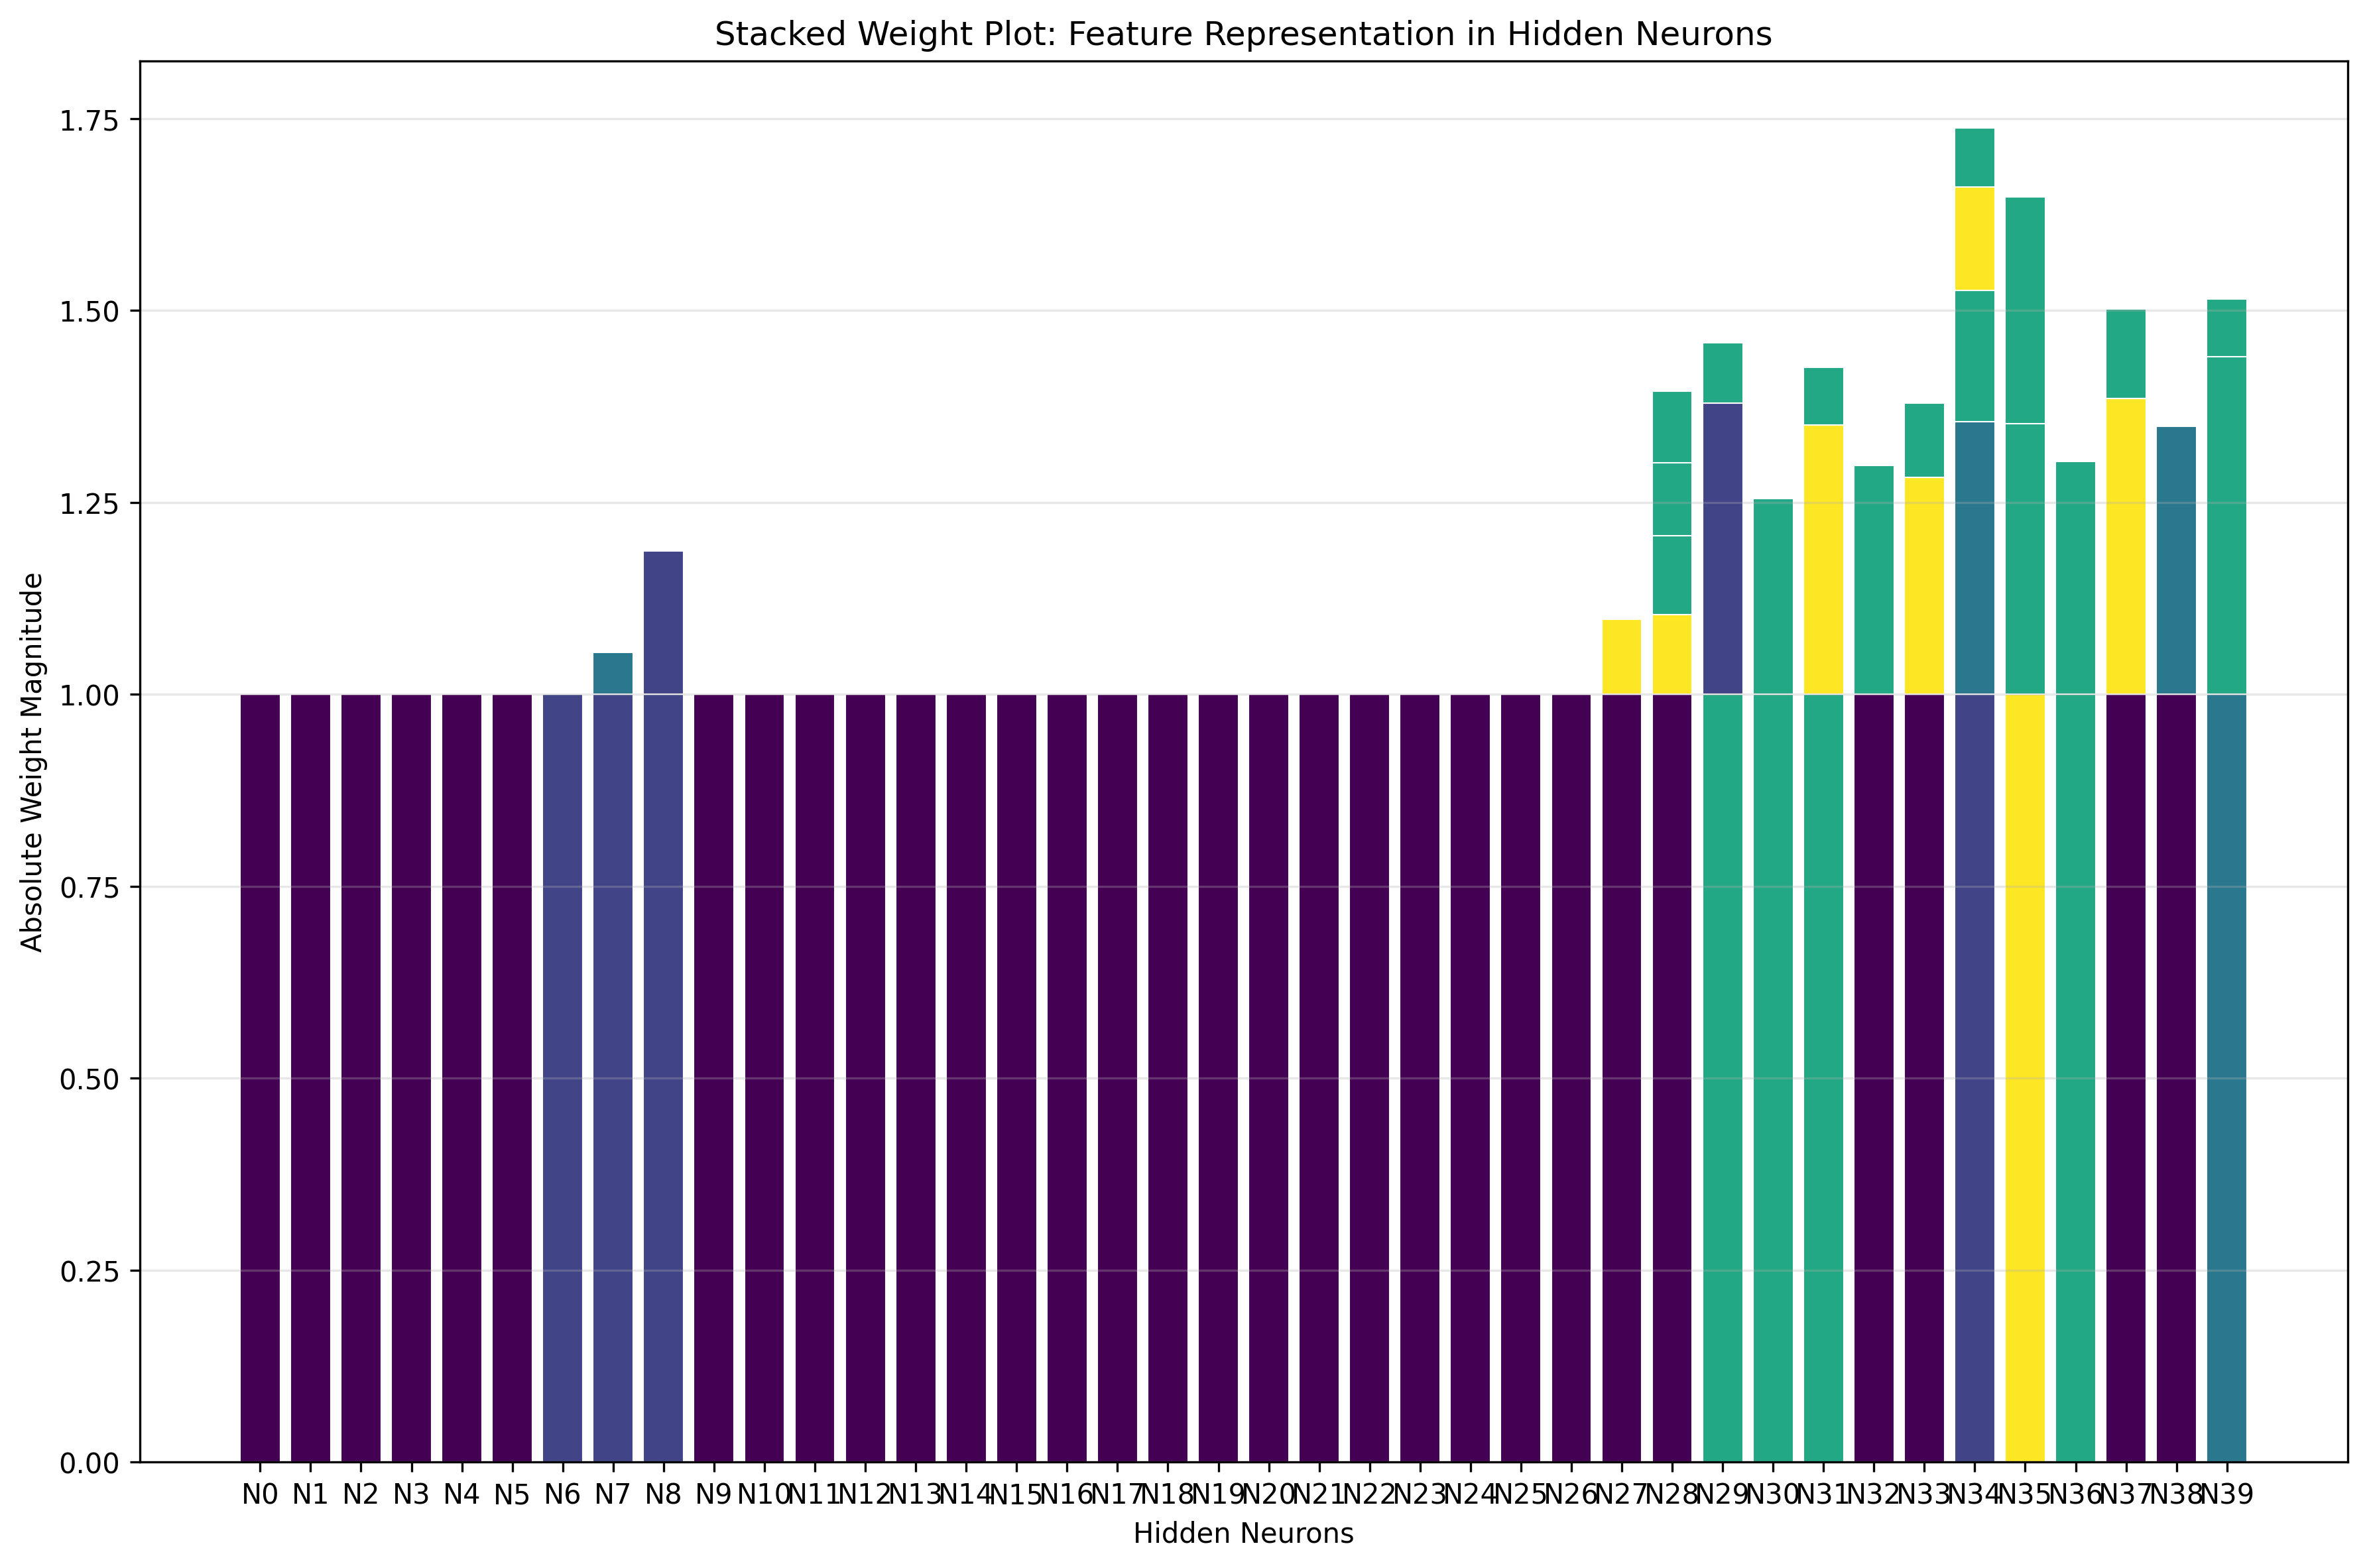 Stacked Weight Plot: Feature Representation in Hidden Neurons
Absolute Weight Magnitude
1.75
1.50
1.25
1.00
0.75
0.50
0.25
0.00
N0 N1 N2 N3 N4 N5 N6 N7 N8 N9 N10 N11 N12 N13 N14 N15 N16 N17 N18 N19 N20 N21 N22 N23 N24 N25 N26 N27 N28 N29 N30 N31 N32 N33 N34 N35 N36 N37 N38 N39
Hidden Neurons